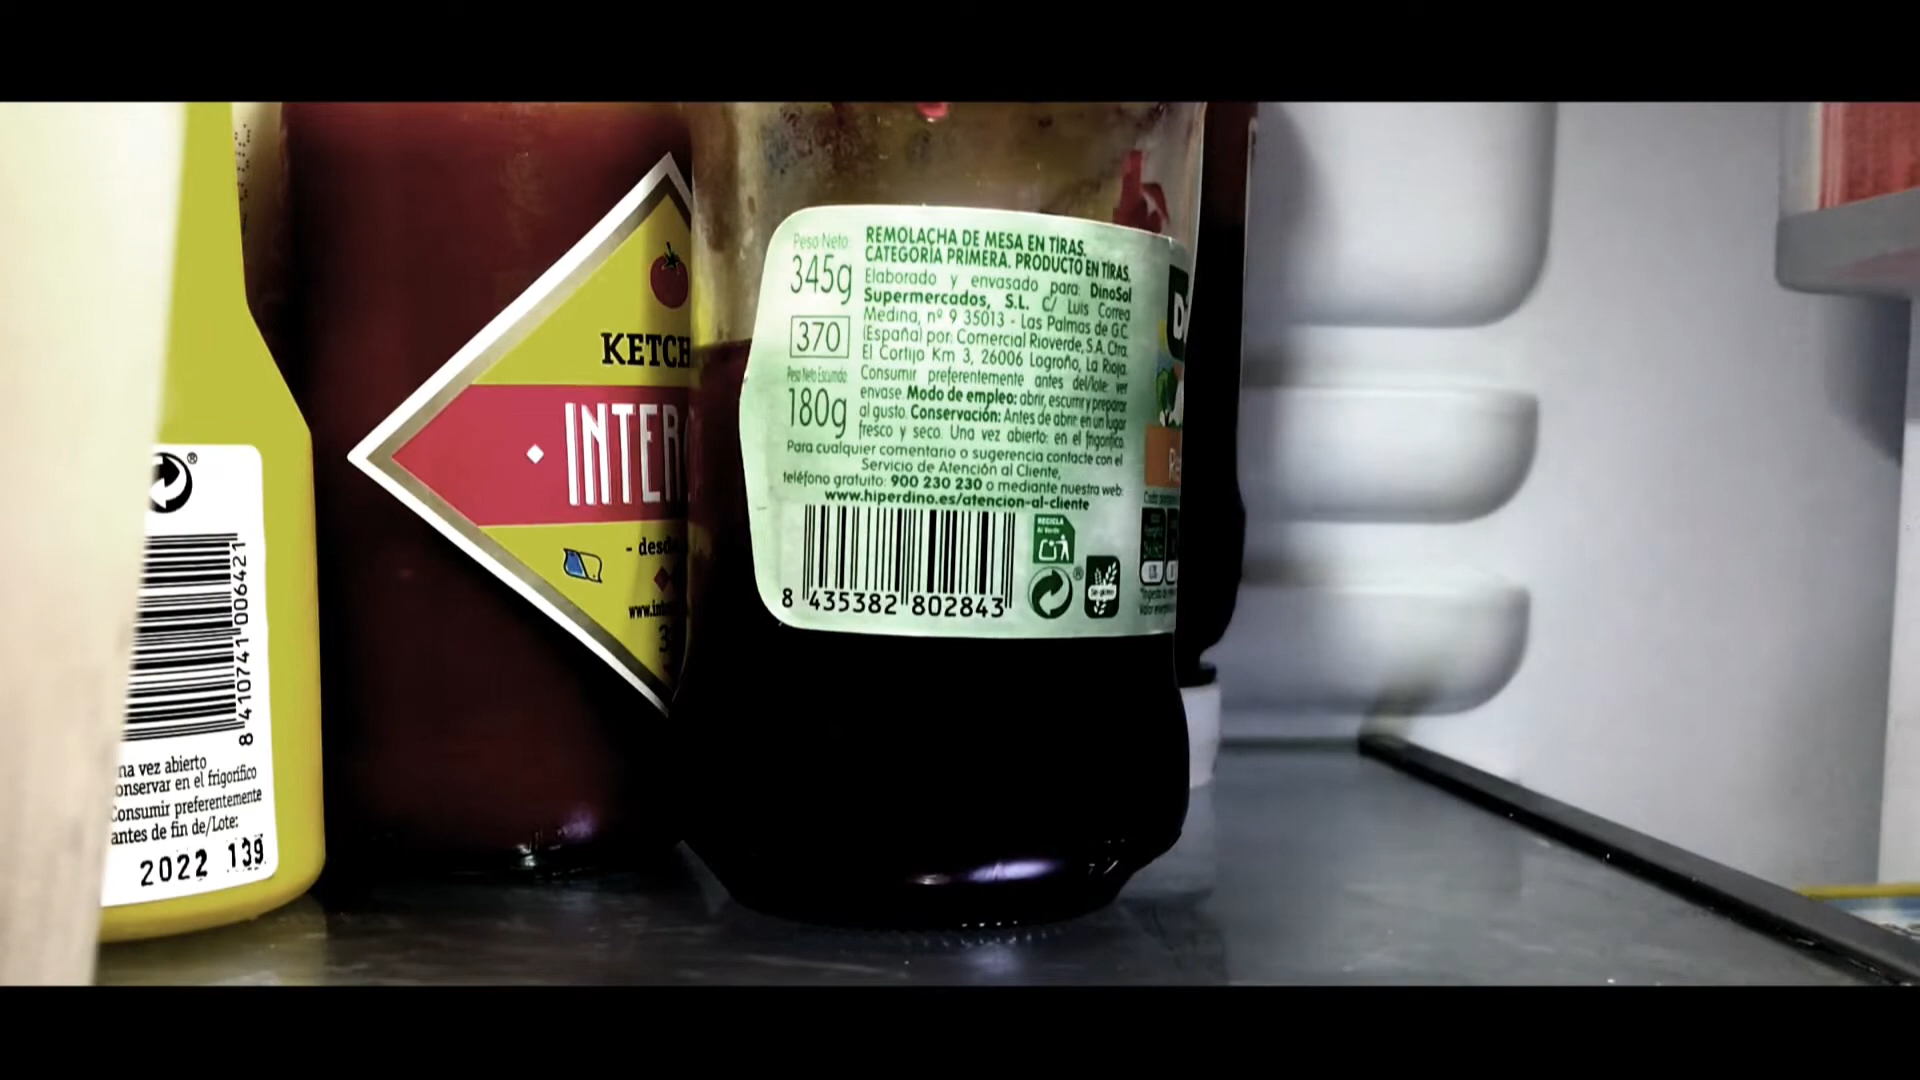 8 410741 006421
na vez abierto
onservar en el frigorífico
Consumir preferentemente
antes de fin de/Lote:
2022 139
KETCH
INTER
- desd
www.in
Peso Neto
345g
370
Peso Neto Escurrido
180g
REMOLACHA DE MESA EN TIRAS.
CATEGORÍA PRIMERA. PRODUCTO EN TIRAS.
Elaborado y envasado para: DinoSol
Supermercados, S.L. C/ Luis Correa
Medina, nº 9 35013 - Las Palmas de G.C.
(España) por: Comercial Rioverde, S.A. Ctra.
El Cortijo Km 3, 26006 Logroño, La Rioja.
Consumir preferentemente antes del/lote: ver
envase. Modo de empleo: abrir, escurrir y preparar
al gusto. Conservación: Antes de abrir: en un lugar
fresco y seco. Una vez abierto: en el frigorífico.
Para cualquier comentario o sugerencia contacte con el
Servicio de Atención al Cliente,
teléfono gratuito: 900 230 230 o mediante nuestra web:
www.hiperdino.es/atencion-al-cliente
8 435382 802843
RECICLA